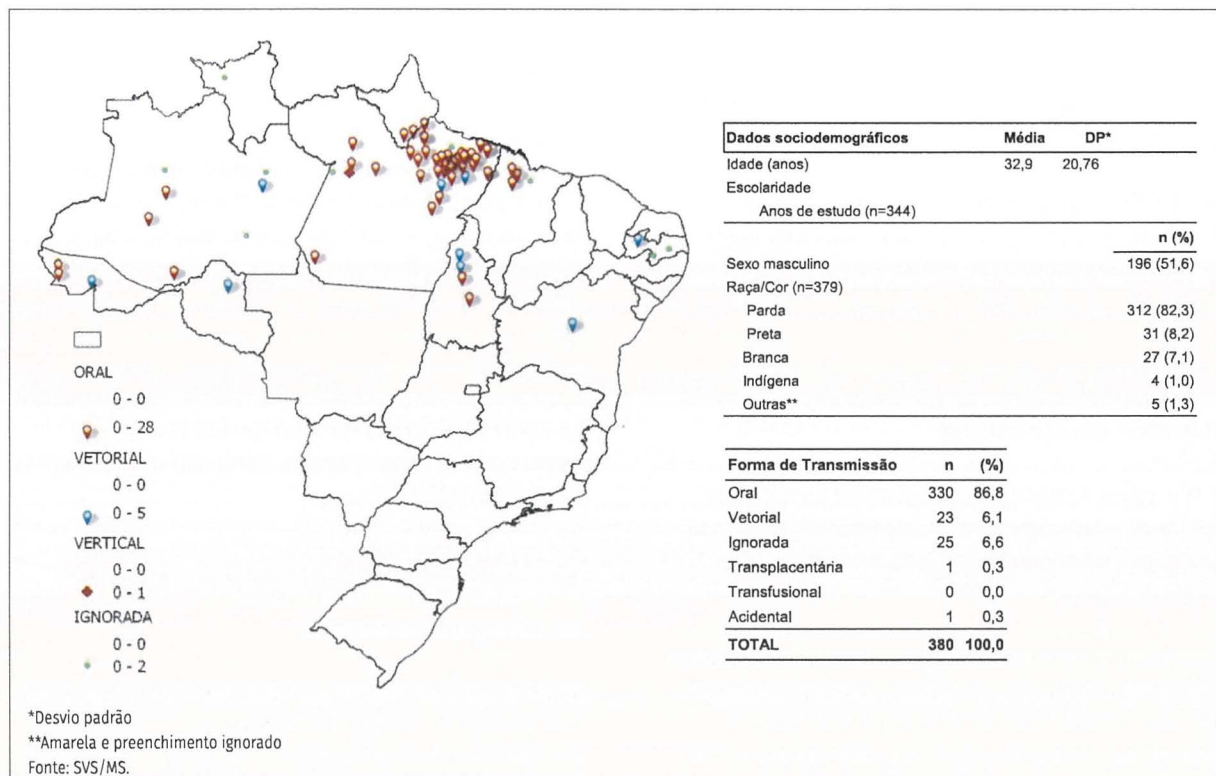 ORAL
0 - 0
0 - 28
VETORIAL
0 - 0
0 - 5
VERTICAL
0 - 0
0 - 1
IGNORADA
0 - 0
0 - 2
Dados sociodemográficos Média DP*
Idade (anos) 32,9 20,76
Escolaridade
Anos de estudo (n=344)
n (%)
Sexo masculino 196 (51,6)
Raça/Cor (n=379)
Parda 312 (82,3)
Preta 31 (8,2)
Branca 27 (7,1)
Indígena 4 (1,0)
Outras** 5 (1,3)
Forma de Transmissão n (%)
Oral 330 86,8
Vetorial 23 6,1
Ignorada 25 6,6
Transplacentária 1 0,3
Transfusional 0 0,0
Acidental 1 0,3
TOTAL 380 100,0
*Desvio padrão
**Amarela e preenchimento ignorado
Fonte: SVS/MS.